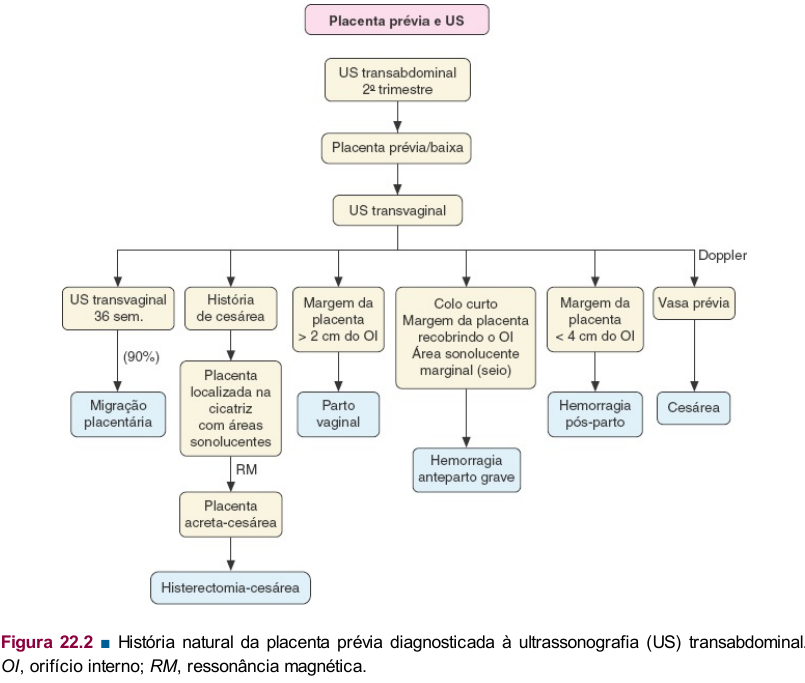 Placenta prévia e US
US transabdominal
2º trimestre
Placenta prévia/baixa
US transvaginal
Doppler
US transvaginal
36 sem.
(90%)
Migração
placentária
História
de cesárea
Placenta
localizada na
cicatriz
com áreas
sonolucentes
RM
Placenta
acreta-cesárea
Histerectomia-cesárea
Margem da
placenta
> 2 cm do OI
Parto
vaginal
Colo curto
Margem da placenta
recobrindo o OI
Área sonolucente
marginal (seio)
Hemorragia
anteparto grave
Margem da
placenta
< 4 cm do OI
Hemorragia
pós-parto
Vasa prévia
Cesárea
Figura 22.2 ■ História natural da placenta prévia diagnosticada à ultrassonografia (US) transabdominal.
OI, orifício interno; RM, ressonância magnética.